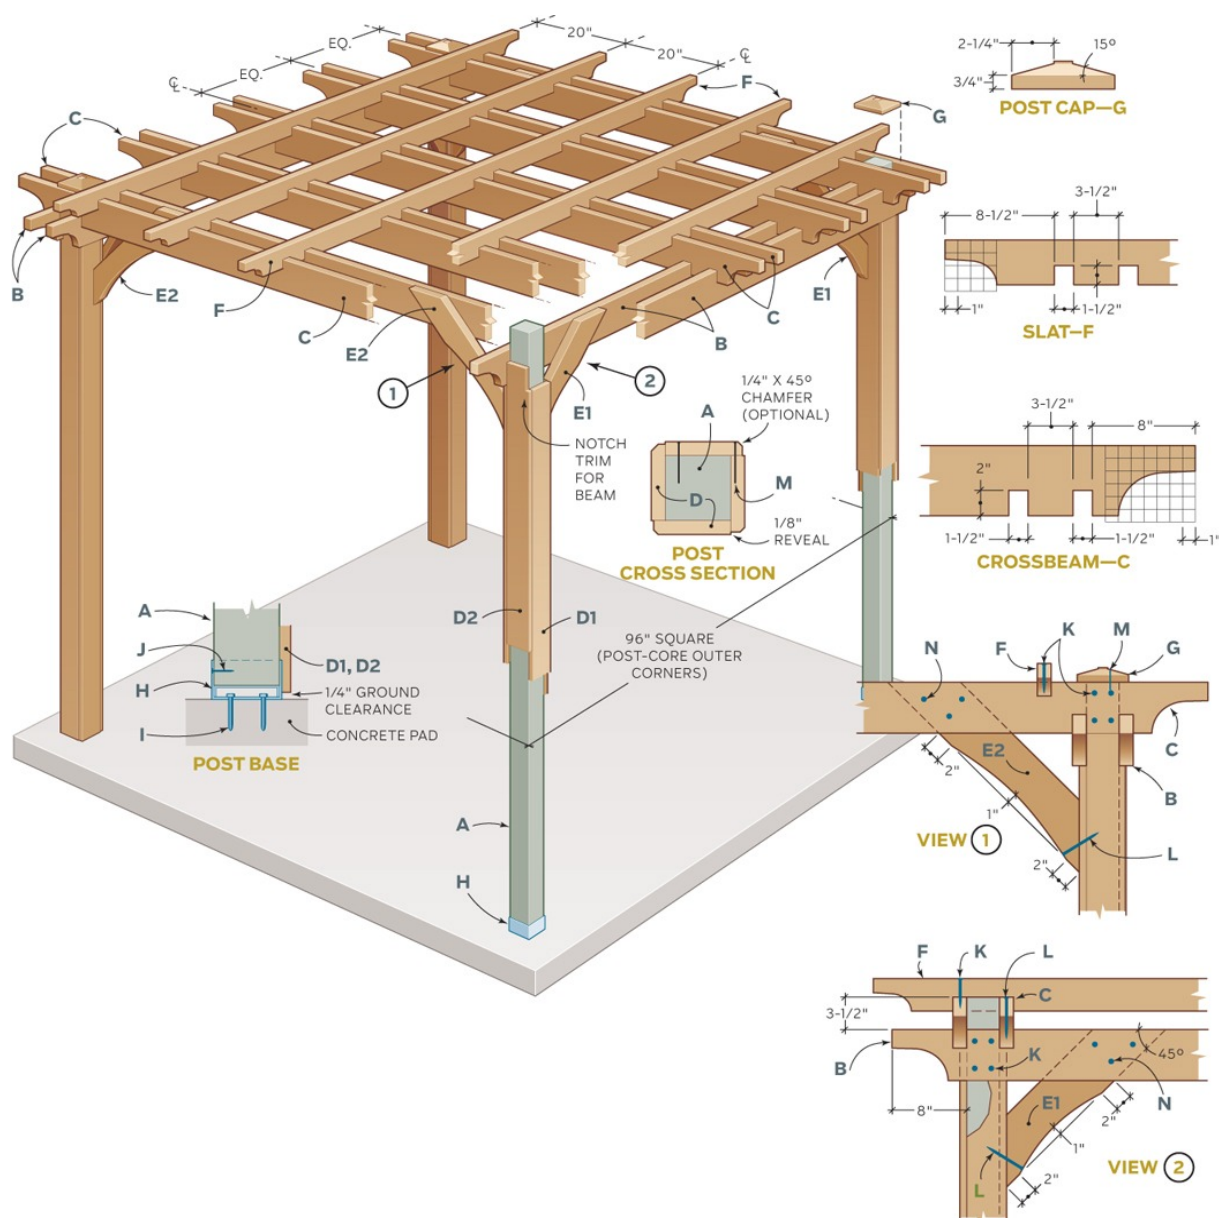 EQ.
EQ.
20"
20"
C
F
G
B
E2
F
C
E2
1
B
C
E1
2
E1
NOTCH
TRIM
FOR
BEAM
A
1/4" X 45º
CHAMFER
(OPTIONAL)
D
M
1/8"
REVEAL
POST
CROSS SECTION
D2
D1
96" SQUARE
(POST-CORE OUTER
CORNERS)
A
H
A
J
H
I
D1, D2
1/4" GROUND
CLEARANCE
CONCRETE PAD
POST BASE
2-1/4"
15º
3/4"
POST CAP—G
3-1/2"
8-1/2"
1"
1-1/2"
SLAT—F
3-1/2"
8"
2"
1-1/2"
1-1/2"
1"
CROSSBEAM—C
N
F
K
M
G
C
E2
2"
1"
B
L
2"
VIEW 1
F
K
L
C
3-1/2"
B
K
45º
N
8"
E1
2"
1"
L
2"
VIEW 2